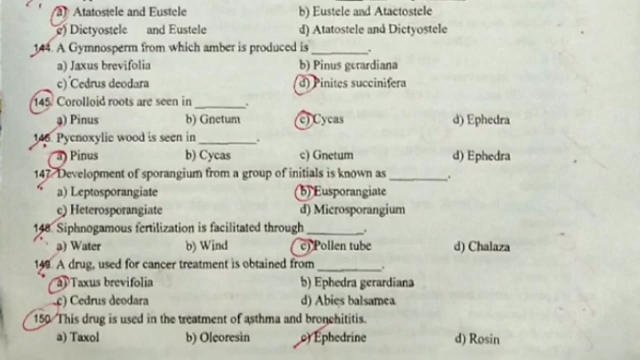 a) Atatostele and Eustele b) Eustele and Atactostele
c) Dictyostele and Eustele d) Atatostele and Dictyostele
144. A Gymnosperm from which amber is produced is ________.
a) Jaxus brevifolia b) Pinus gerardiana
c) Cedrus deodara d) Pinites succinifera
145. Corolloid roots are seen in ________.
a) Pinus b) Gnetum c) Cycas d) Ephedra
146. Pycnoxylic wood is seen in ________.
a) Pinus b) Cycas c) Gnetum d) Ephedra
147. Development of sporangium from a group of initials is known as ________.
a) Leptosporangiate b) Eusporangiate
c) Heterosporangiate d) Microsporangium
148. Siphnogamous fertilization is facilitated through ________.
a) Water b) Wind c) Pollen tube d) Chalaza
149. A drug, used for cancer treatment is obtained from ________.
a) Taxus brevifolia b) Ephedra gerardiana
c) Cedrus deodara d) Abies balsamea
150. This drug is used in the treatment of asthma and bronchititis.
a) Taxol b) Oleoresin c) Ephedrine d) Rosin